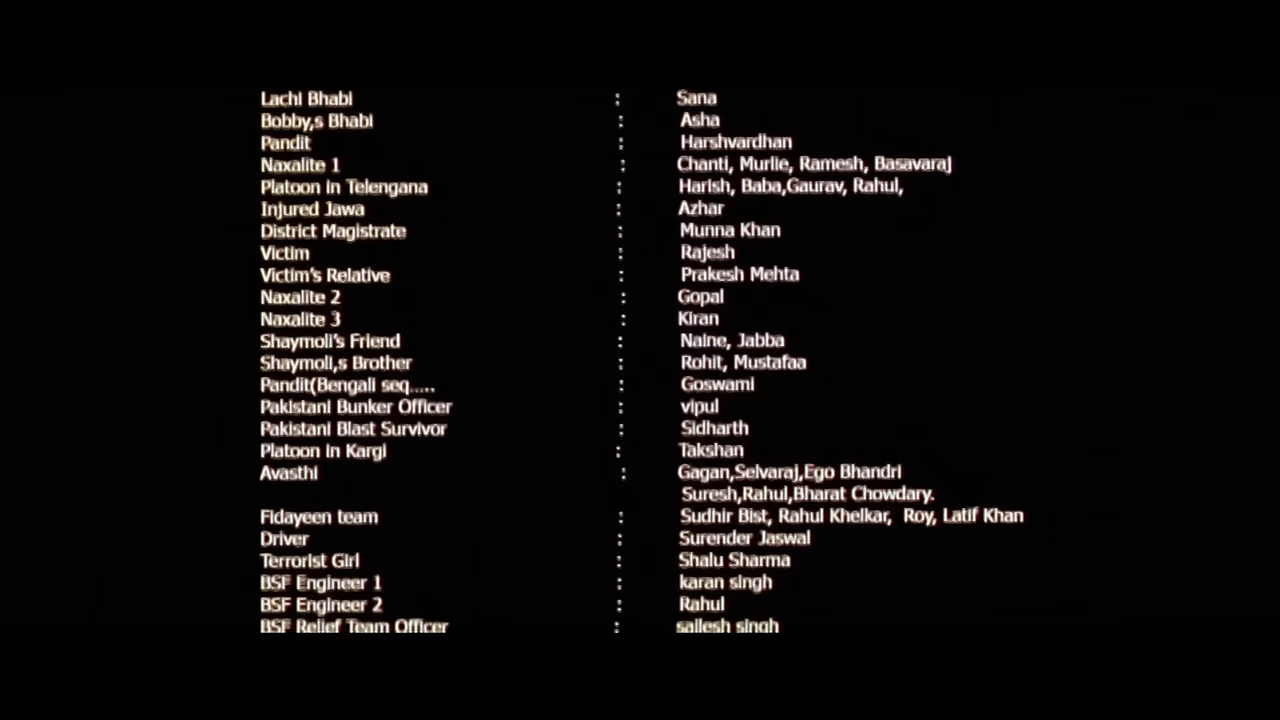 Lachi Bhabi : Sana
Bobby,s Bhabi : Asha
Pandit : Harshvardhan
Naxalite 1 : Chanti, Murlie, Ramesh, Basavaraj
Platoon in Telengana : Harish, Baba,Gaurav, Rahul,
Injured Jawa : Azhar
District Magistrate : Munna Khan
Victim : Rajesh
Victim's Relative : Prakesh Mehta
Naxalite 2 : Gopal
Naxalite 3 : Kiran
Shaymoli's Friend : Naine, Jabba
Shaymoli,s Brother : Rohit, Mustafaa
Pandit(Bengali seq..... : Goswami
Pakistani Bunker Officer : vipul
Pakistani Blast Survivor : Sidharth
Platoon in Kargi : Takshan
Avasthi : Gagan,Selvaraj,Ego Bhandri
Suresh,Rahul,Bharat Chowdary.
Fidayeen team : Sudhir Bist, Rahul Khelkar, Roy, Latif Khan
Driver : Surender Jaswal
Terrorist Girl : Shalu Sharma
BSF Engineer 1 : karan singh
BSF Engineer 2 : Rahul
BSF Relief Team Officer : sailesh singh